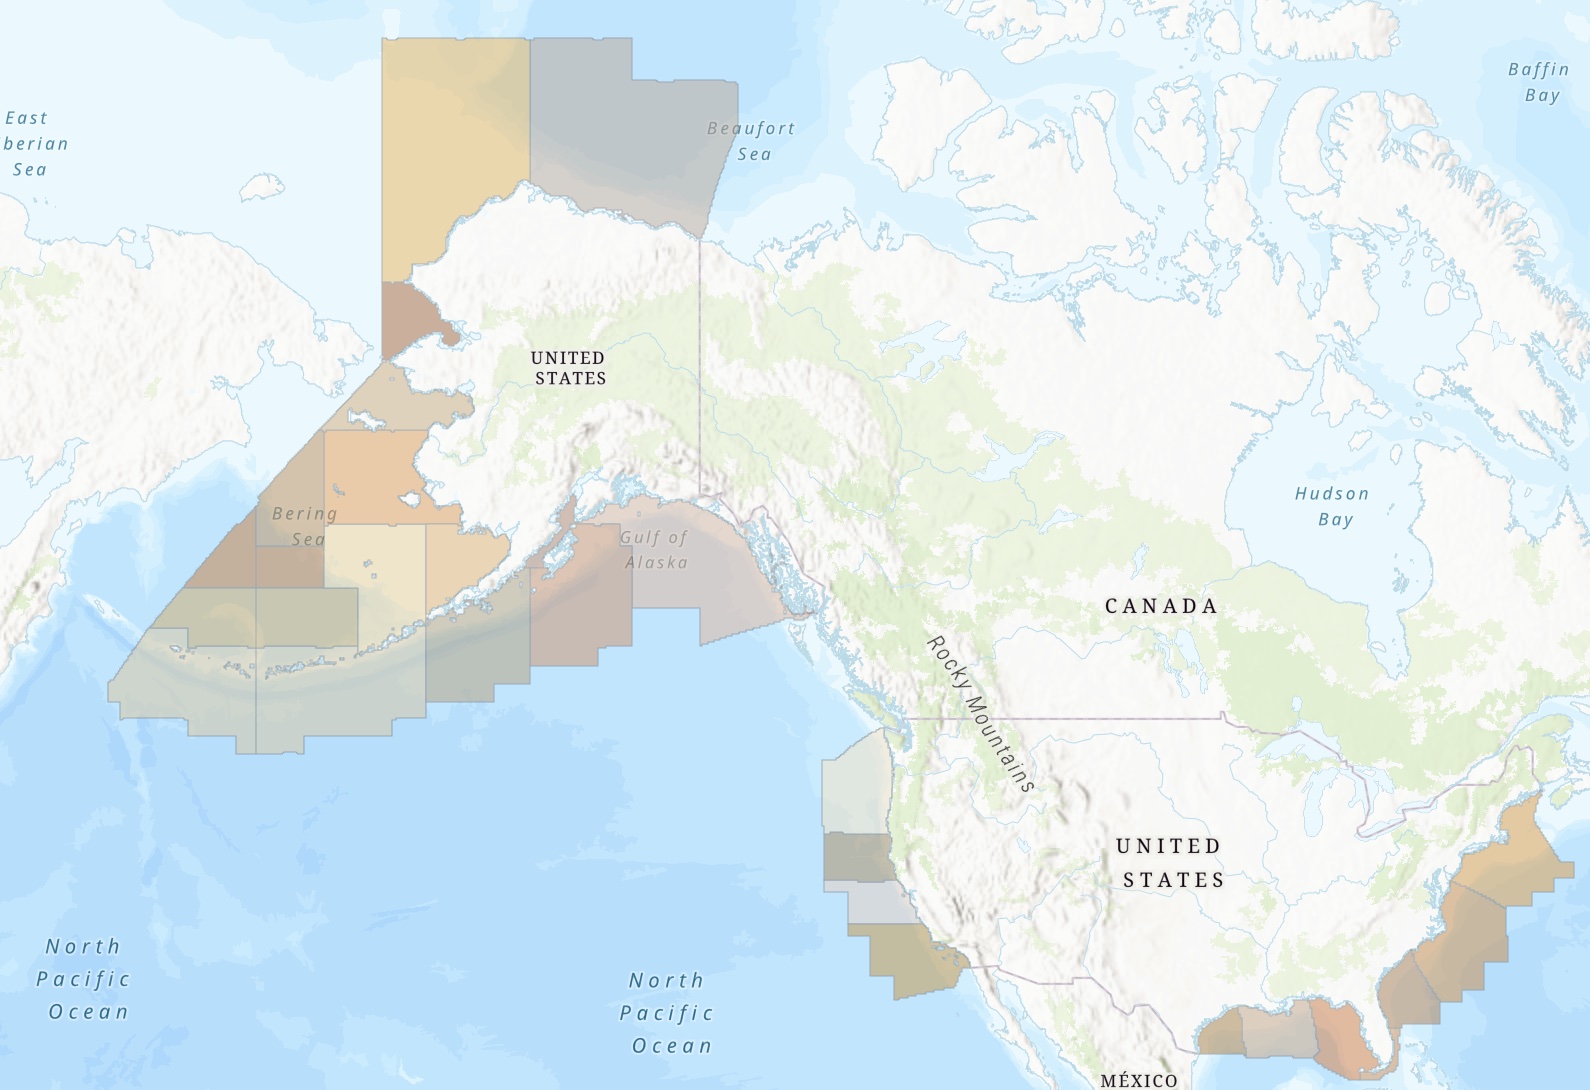 Baffin
Bay
East
berian
Sea
Beaufort
Sea
UNITED
STATES
Hudson
Bay
Bering
Sea
Gulf of
Alaska
CANADA
Rocky Mountains
UNITED
STATES
North
Pacific
Ocean
North
Pacific
Ocean
MÉXICO